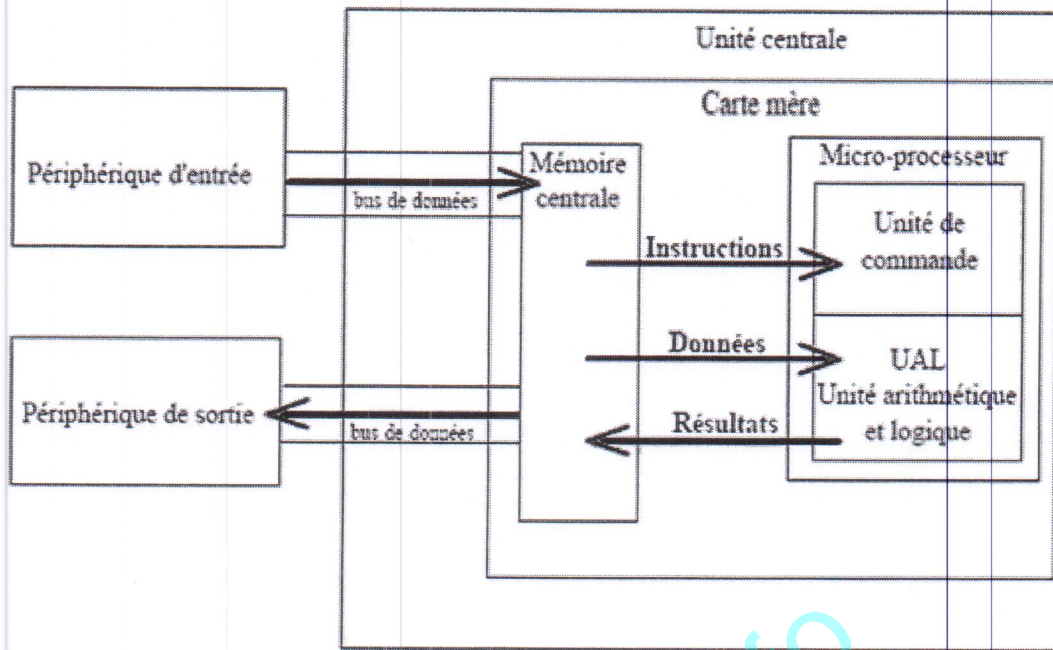 Unité centrale
Carte mère
Périphérique d'entrée
bus de données
Mémoire
centrale
Micro-processeur
Unité de
commande
Instructions
Données
UAL
Unité arithmétique
et logique
Résultats
Périphérique de sortie
bus de données